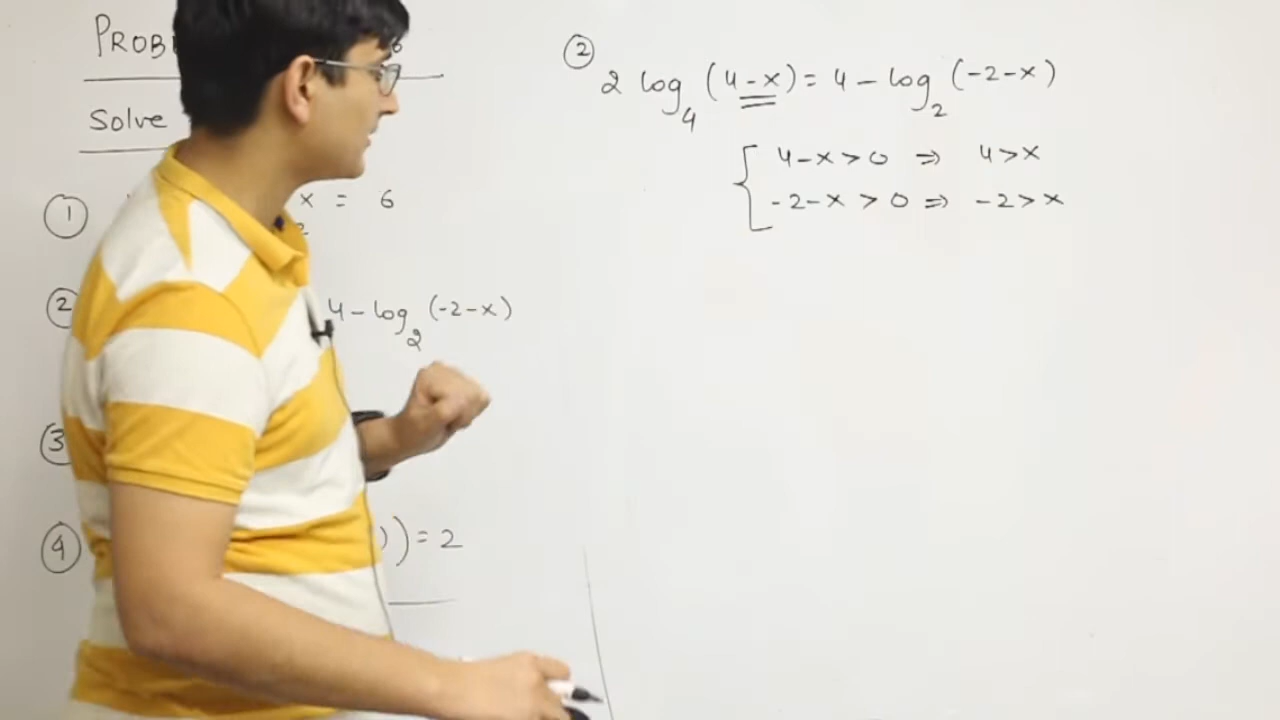 Solve
① x = 6
②
4 - log₂ (-2-x)
③
④ )) = 2
②
2 log₄ (4-x) = 4 - log₂ (-2-x)
4-x > 0 ⇒ 4 > x
-2-x > 0 ⇒ -2 > x